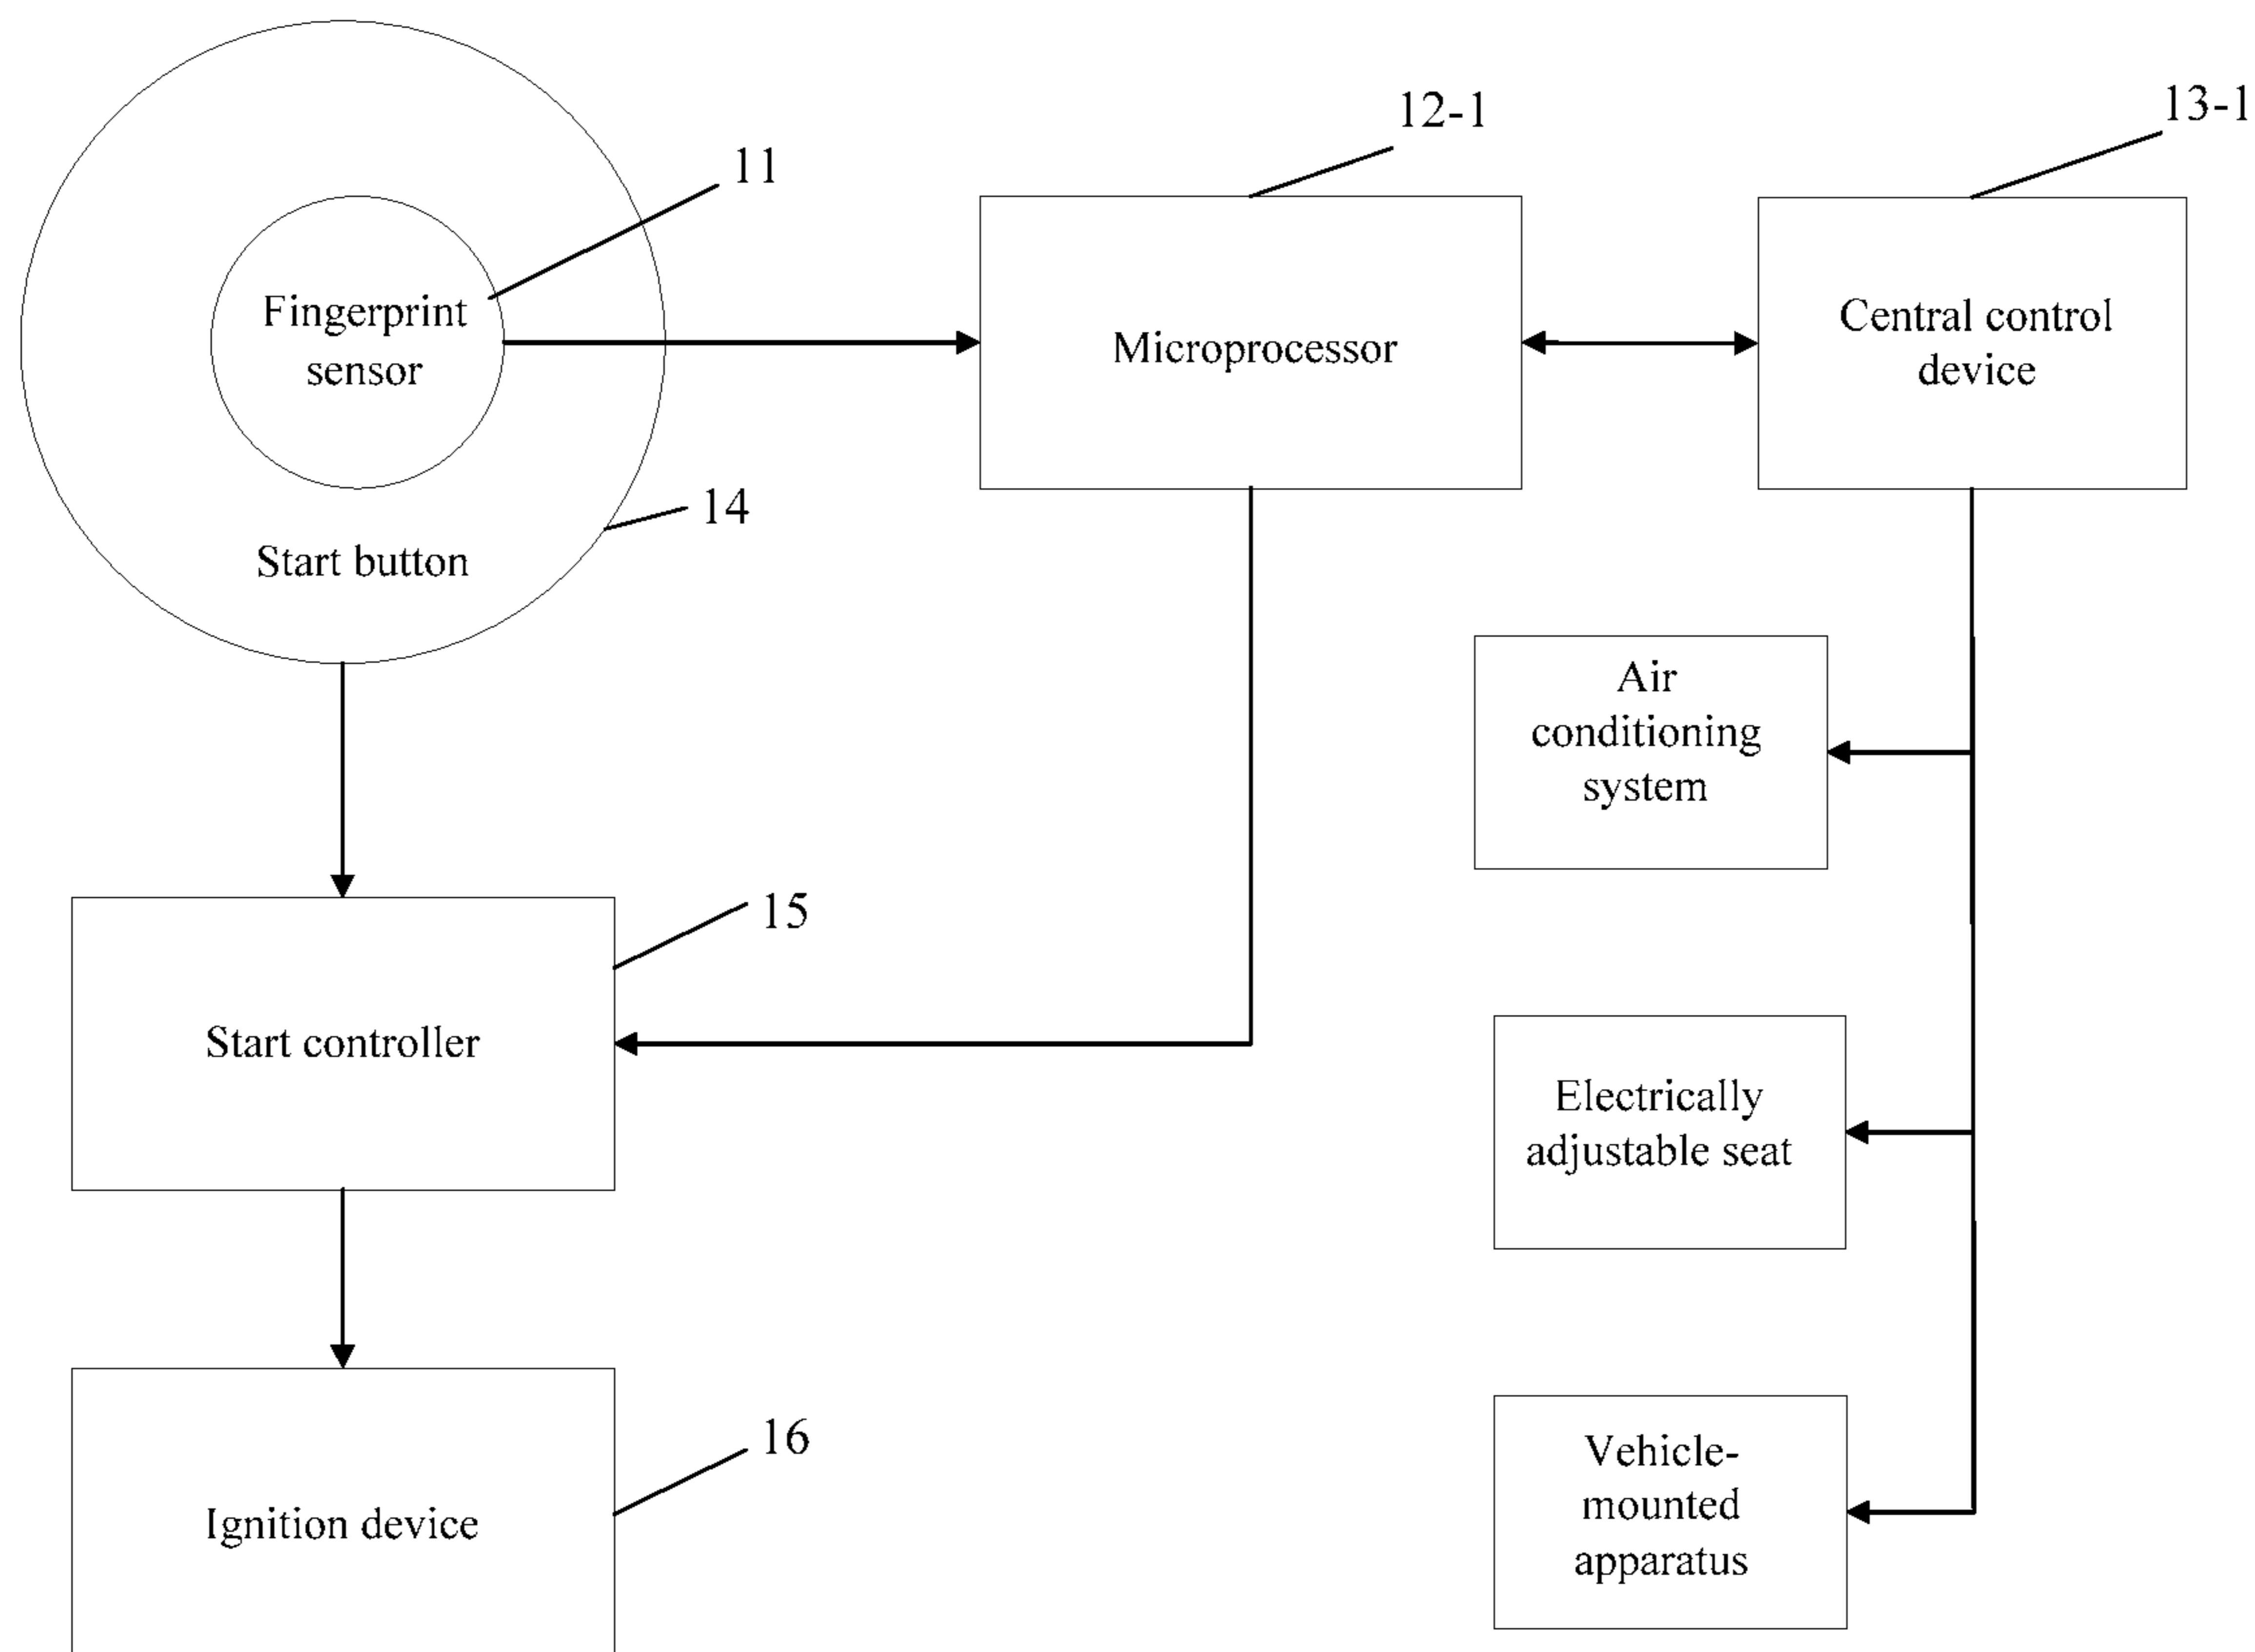 12-1
13-1
11
Fingerprint
sensor
Microprocessor
Central control
device
14
Start button
Air
conditioning
system
15
Start controller
Electrically
adjustable seat
16
Ignition device
Vehicle-
mounted
apparatus